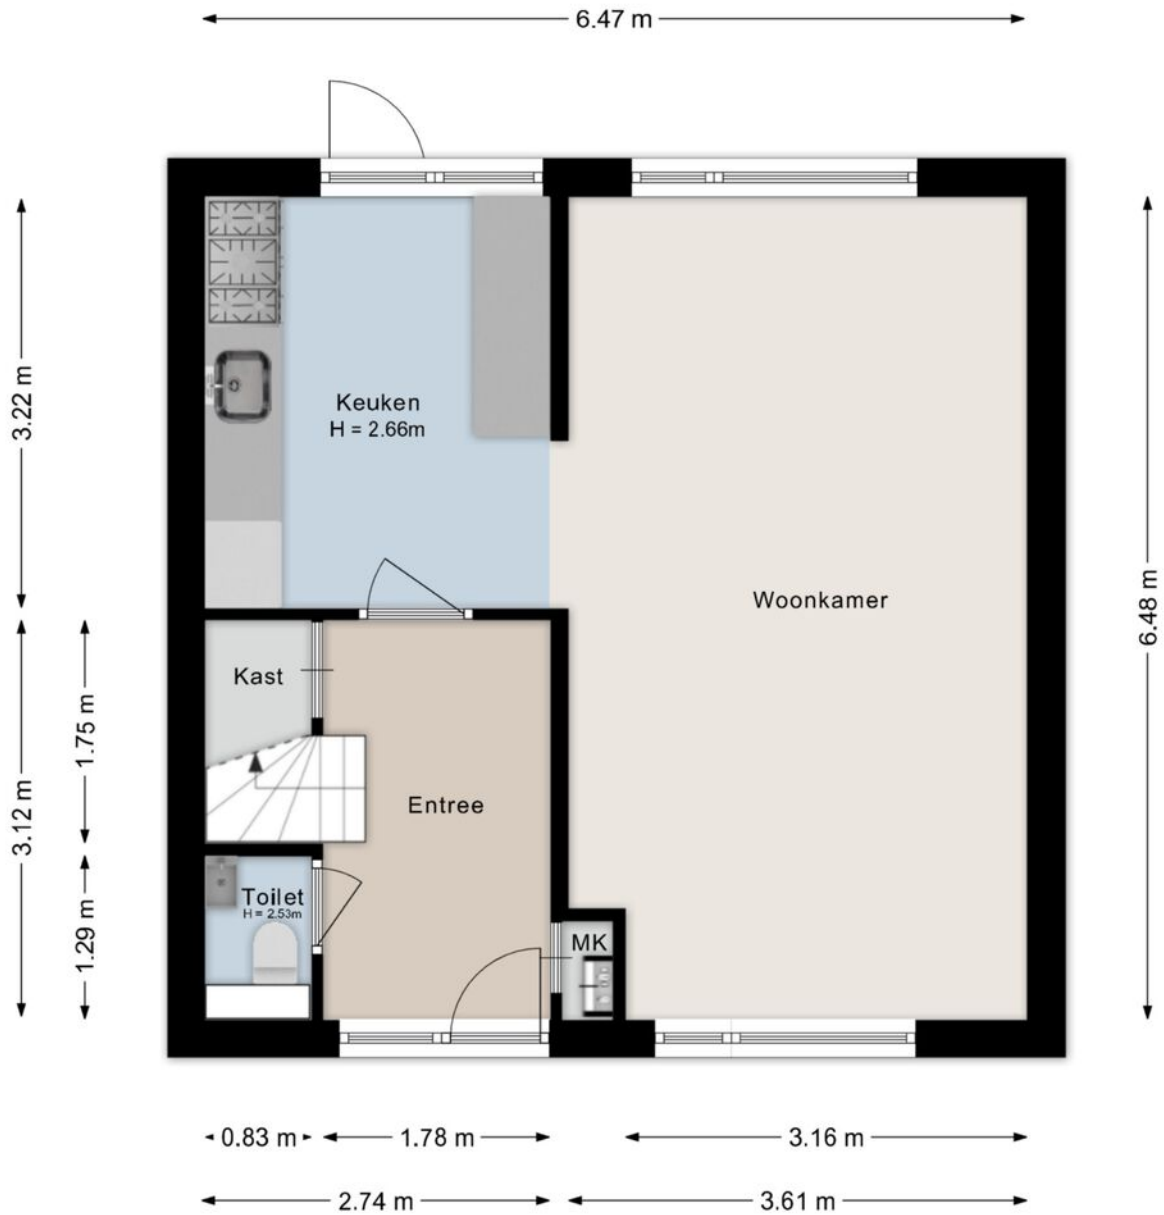 6.47 m
3.22 m
Keuken
H = 2.66m
Woonkamer
6.48 m
Kast
1.75 m
3.12 m
Entree
Toilet
H = 2.53m
1.29 m
MK
0.83 m
1.78 m
3.16 m
2.74 m
3.61 m